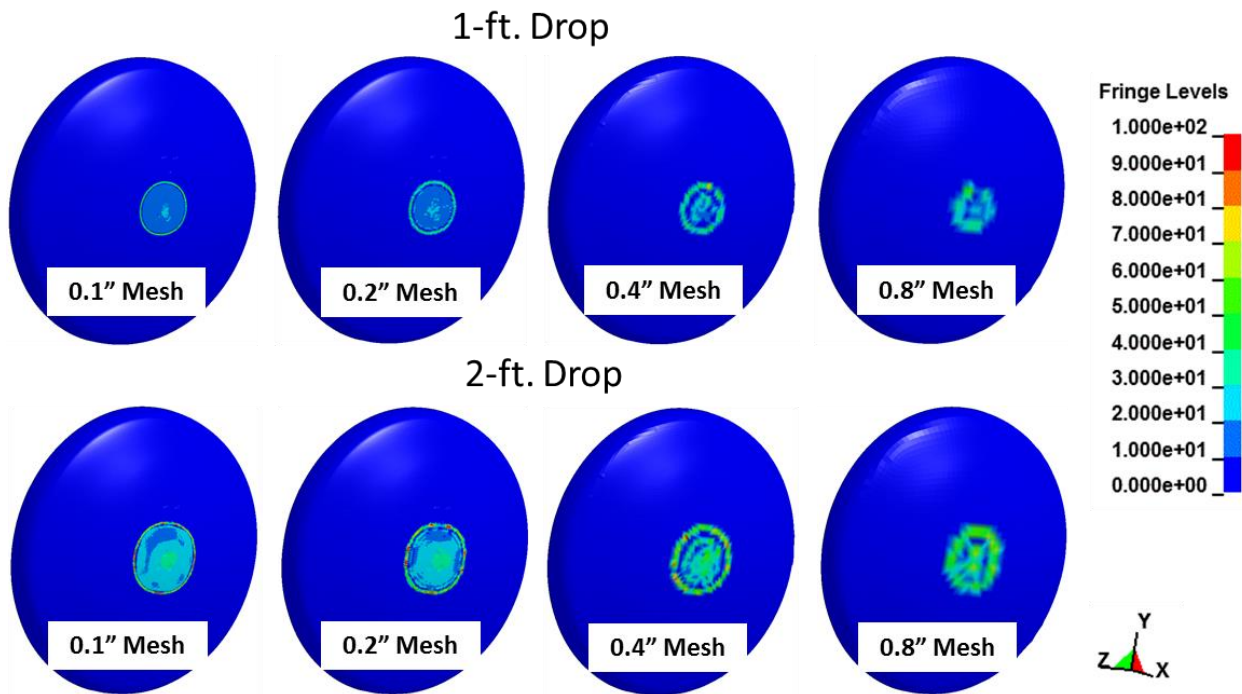 1-ft. Drop
0.1” Mesh
0.2” Mesh
0.4” Mesh
0.8” Mesh
2-ft. Drop
0.1” Mesh
0.2” Mesh
0.4” Mesh
0.8” Mesh
Fringe Levels
1.000e+02
9.000e+01
8.000e+01
7.000e+01
6.000e+01
5.000e+01
4.000e+01
3.000e+01
2.000e+01
1.000e+01
0.000e+00
Y
Z
X